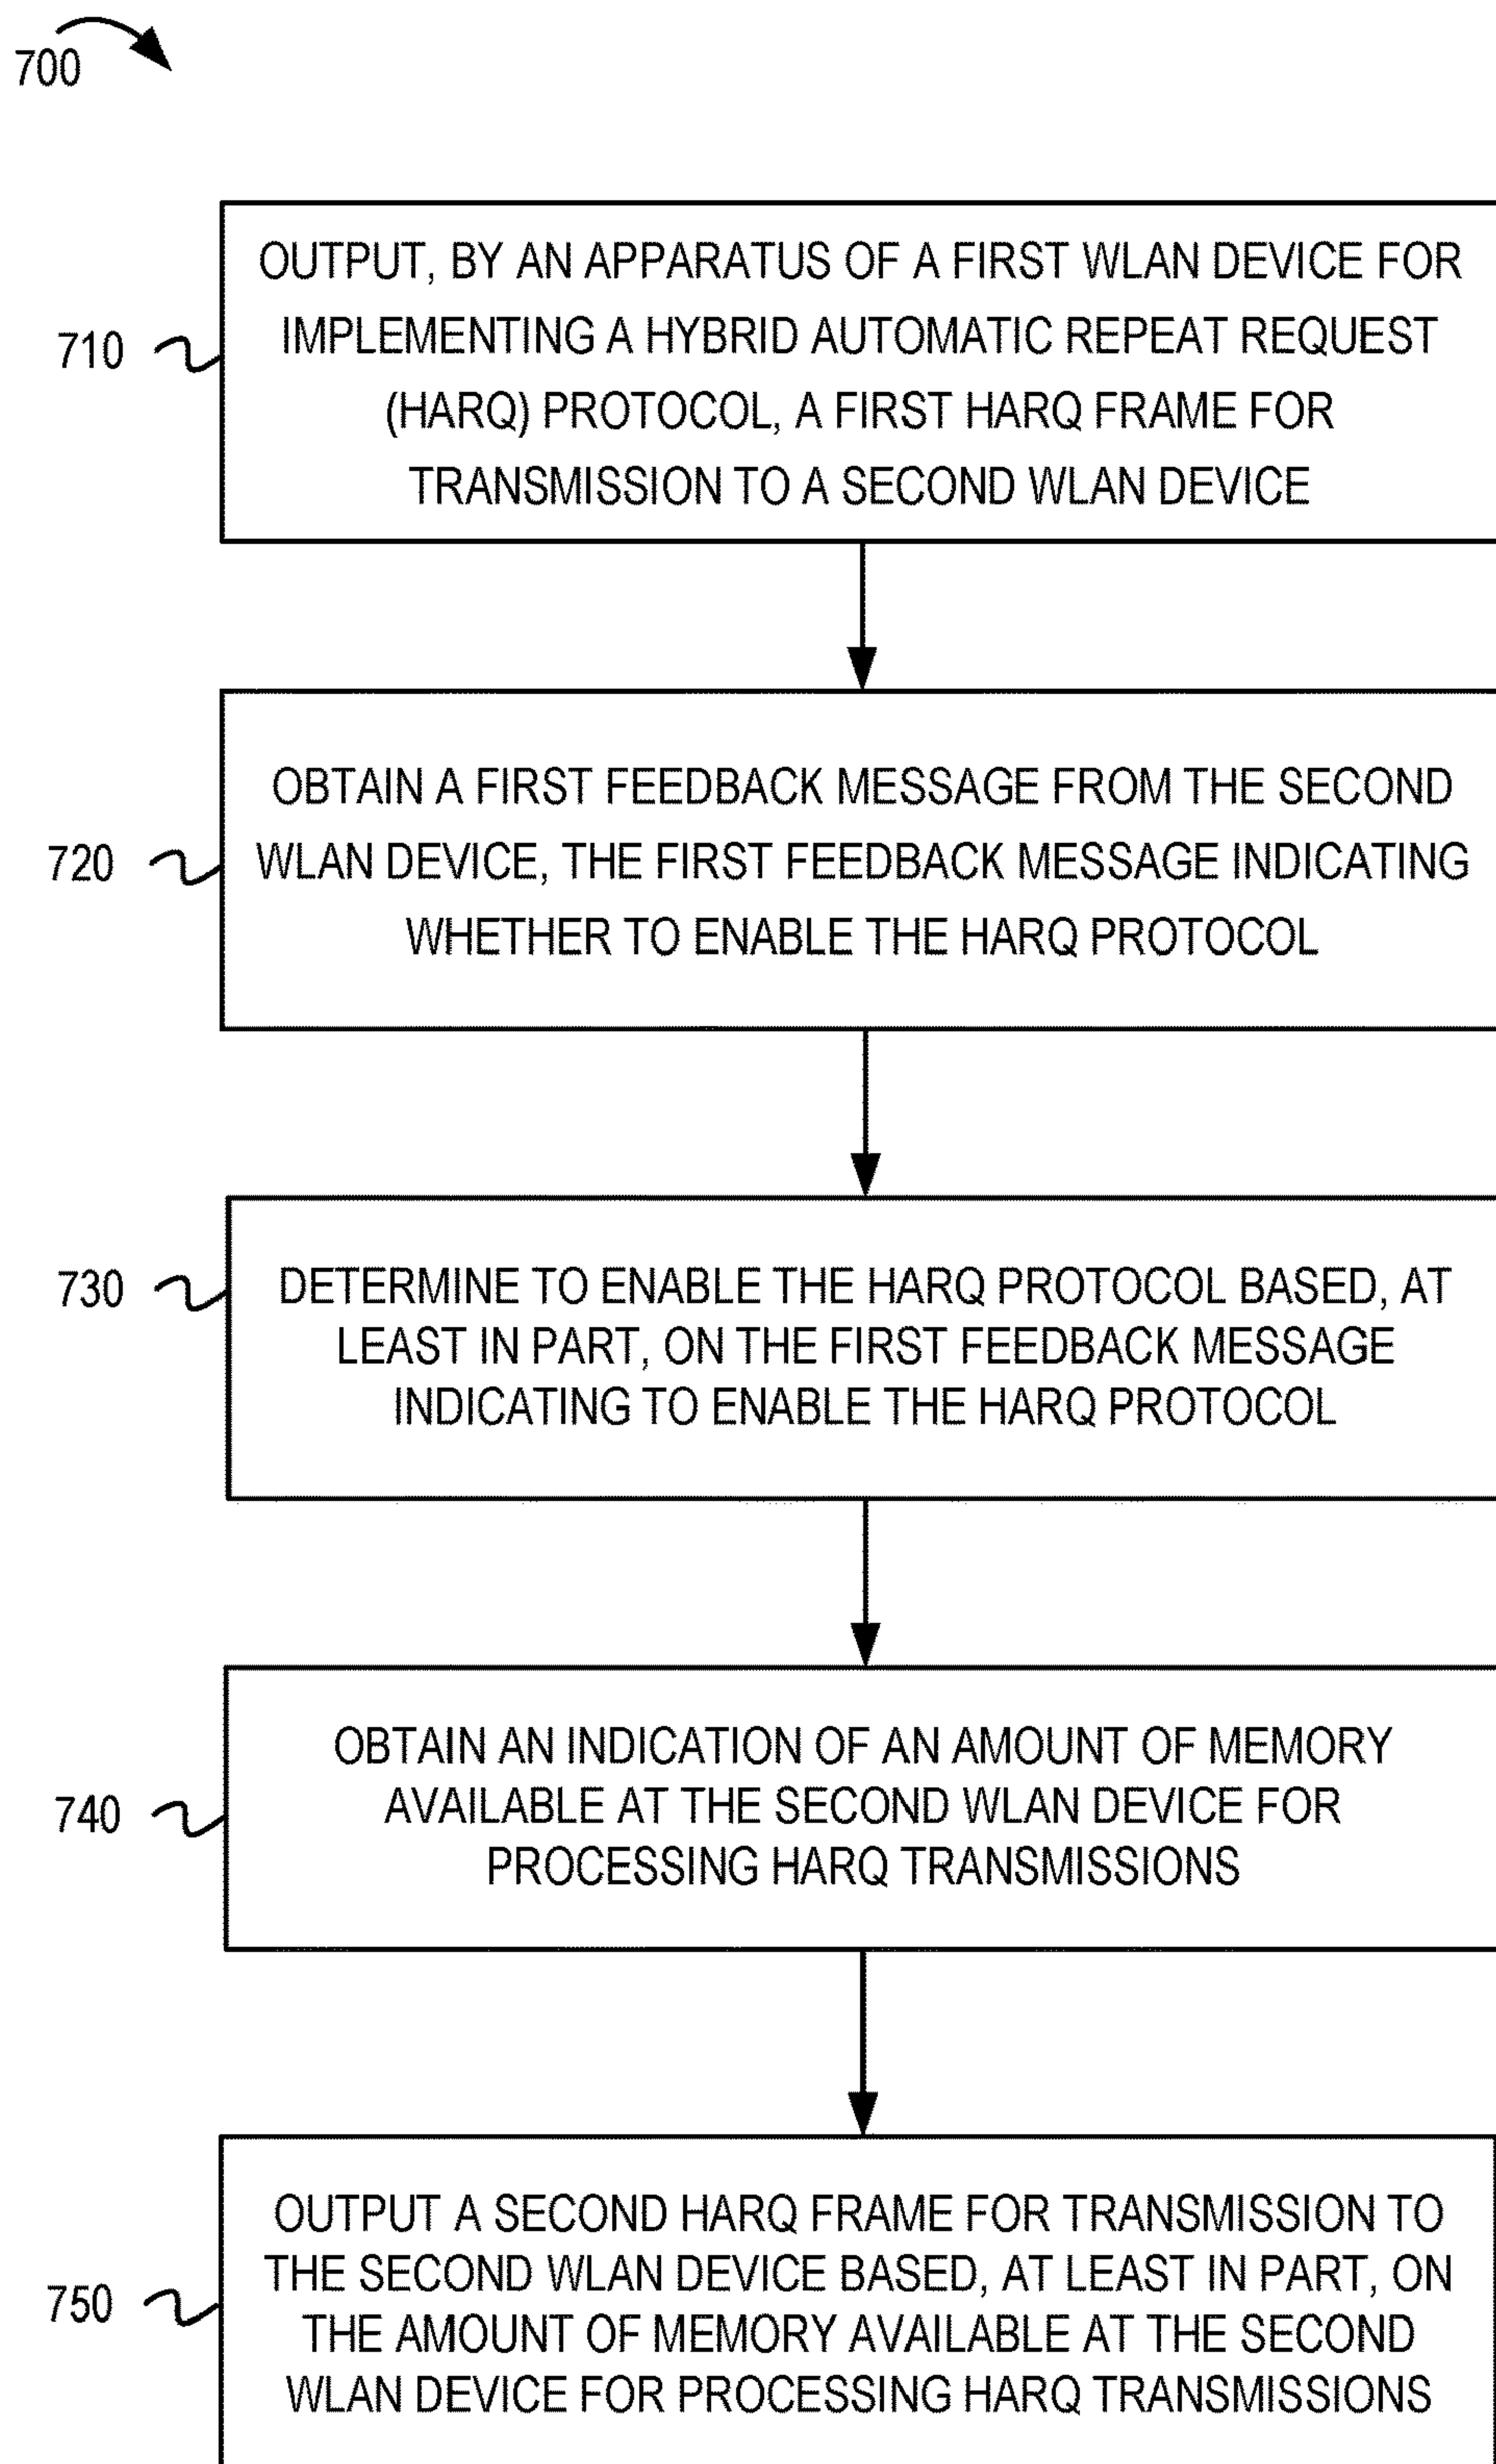 700
710
OUTPUT, BY AN APPARATUS OF A FIRST WLAN DEVICE FOR
IMPLEMENTING A HYBRID AUTOMATIC REPEAT REQUEST
(HARQ) PROTOCOL, A FIRST HARQ FRAME FOR
TRANSMISSION TO A SECOND WLAN DEVICE
720
OBTAIN A FIRST FEEDBACK MESSAGE FROM THE SECOND
WLAN DEVICE, THE FIRST FEEDBACK MESSAGE INDICATING
WHETHER TO ENABLE THE HARQ PROTOCOL
730
DETERMINE TO ENABLE THE HARQ PROTOCOL BASED, AT
LEAST IN PART, ON THE FIRST FEEDBACK MESSAGE
INDICATING TO ENABLE THE HARQ PROTOCOL
740
OBTAIN AN INDICATION OF AN AMOUNT OF MEMORY
AVAILABLE AT THE SECOND WLAN DEVICE FOR
PROCESSING HARQ TRANSMISSIONS
750
OUTPUT A SECOND HARQ FRAME FOR TRANSMISSION TO
THE SECOND WLAN DEVICE BASED, AT LEAST IN PART, ON
THE AMOUNT OF MEMORY AVAILABLE AT THE SECOND
WLAN DEVICE FOR PROCESSING HARQ TRANSMISSIONS